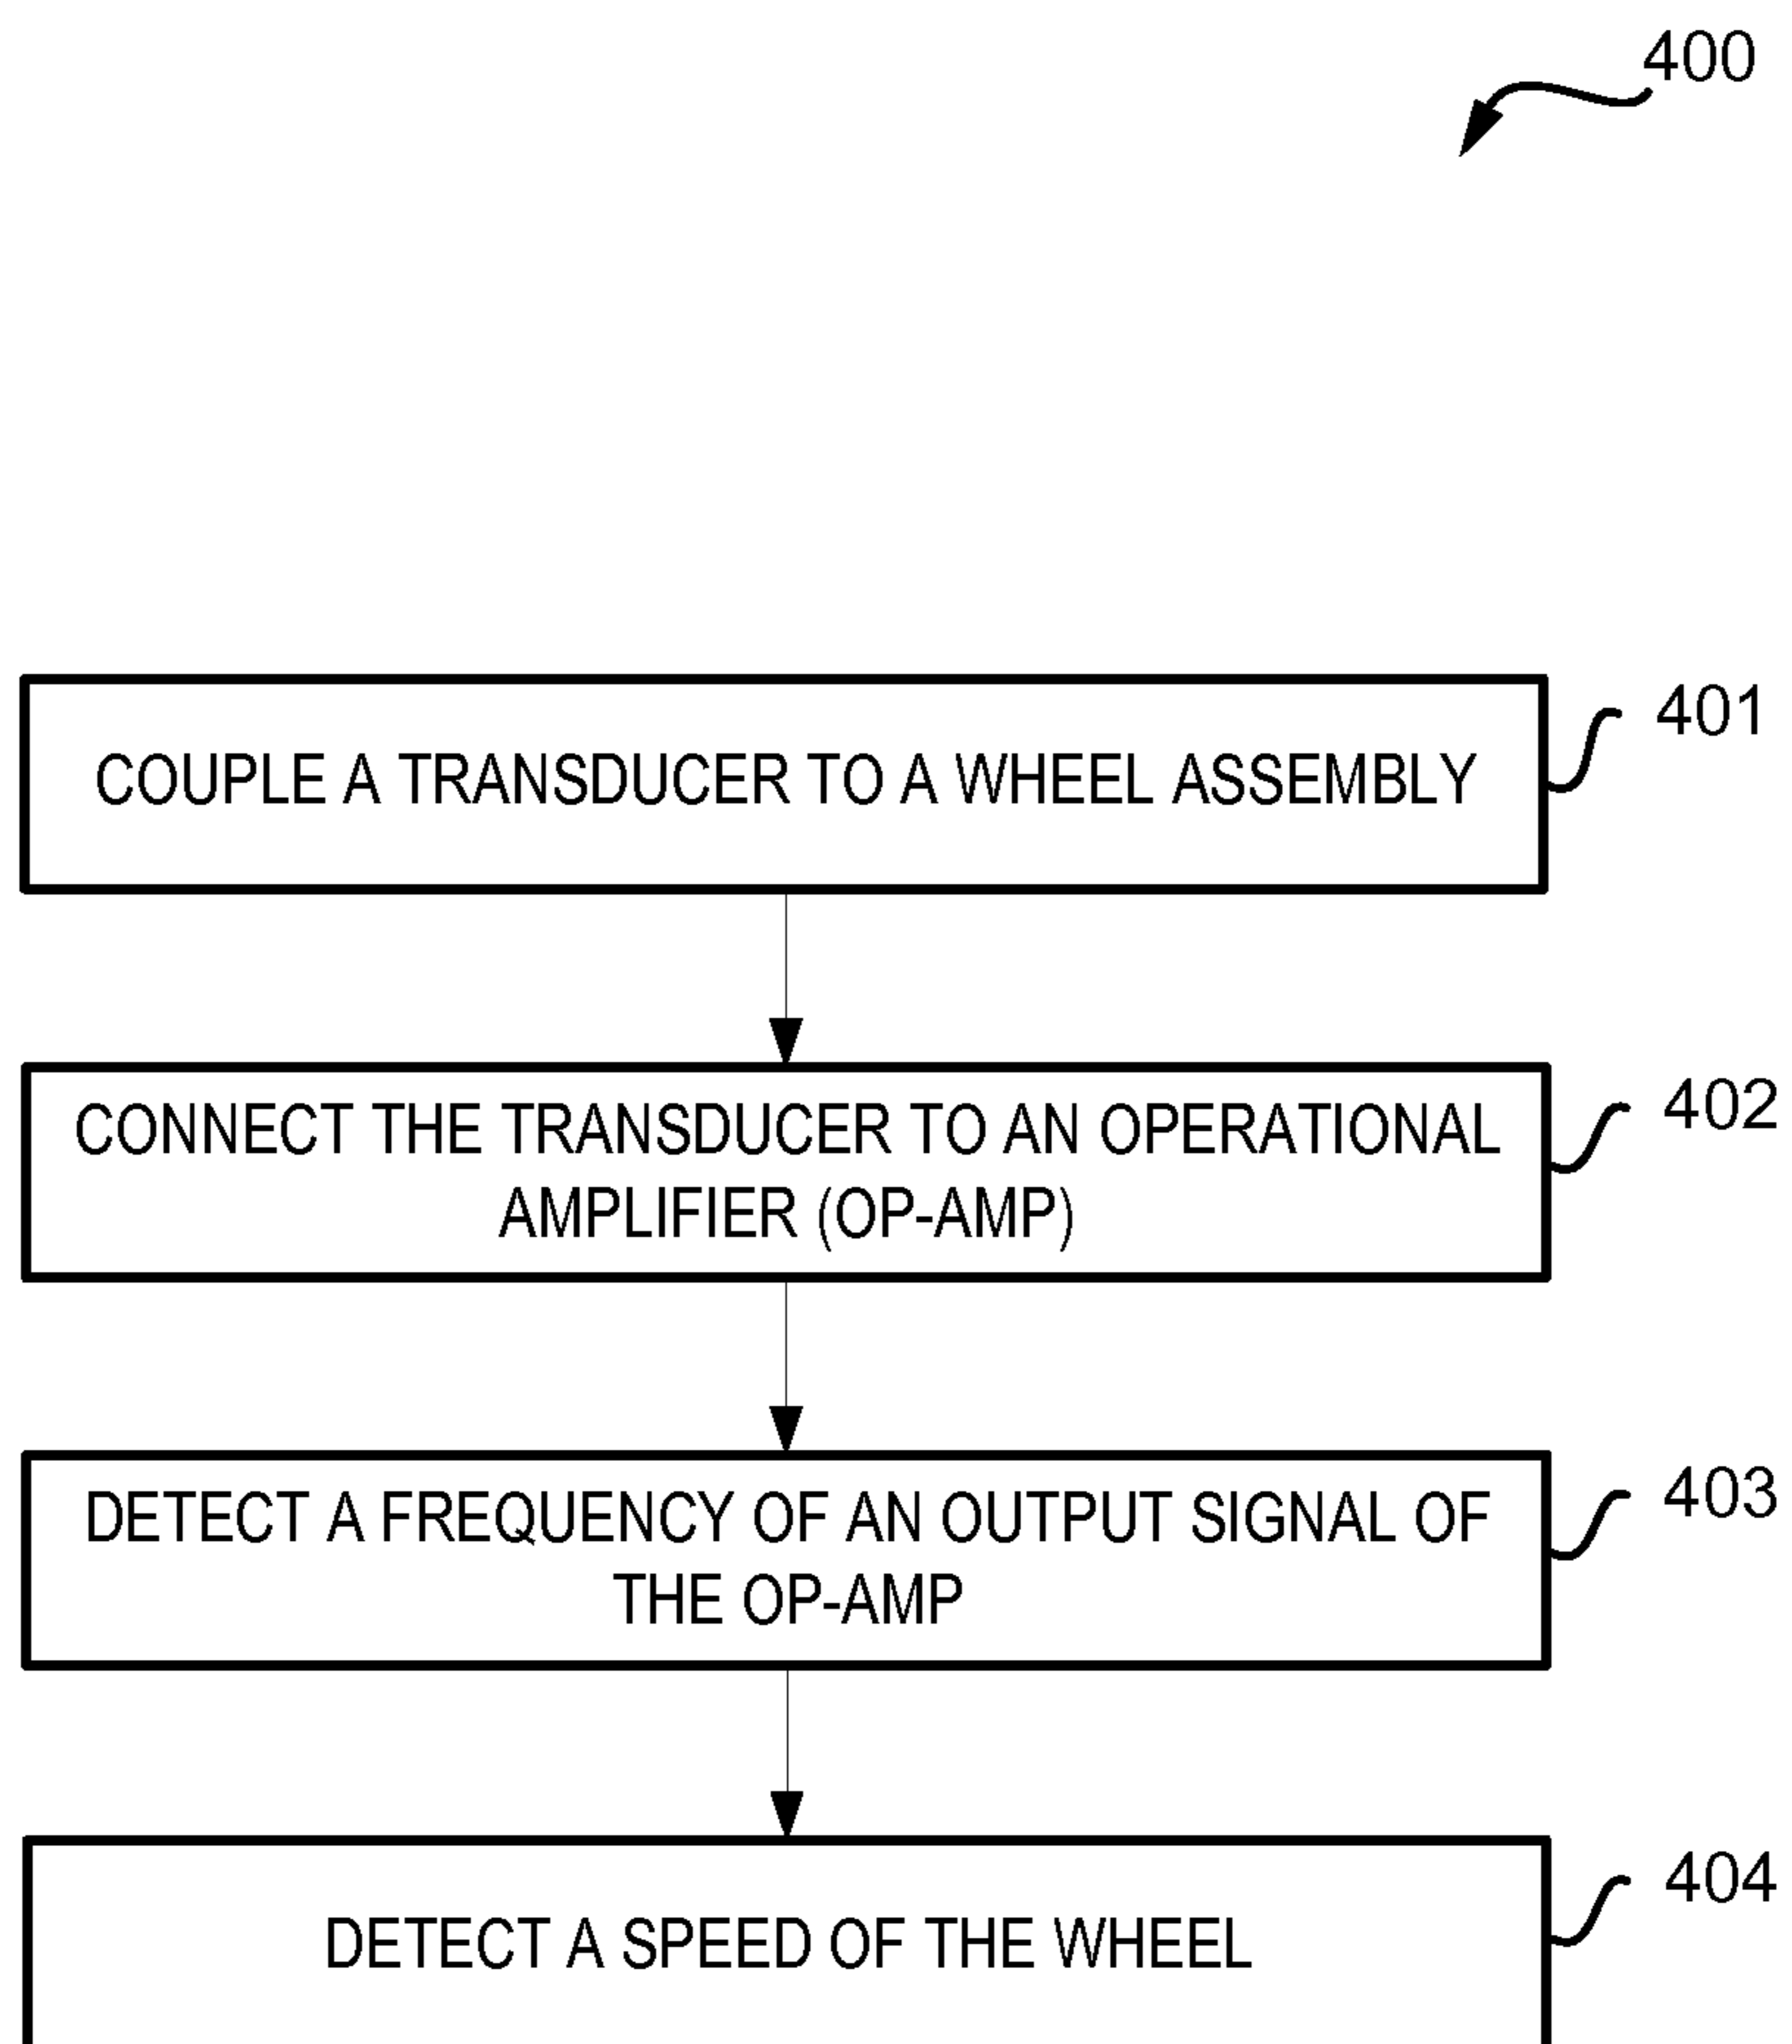 400
COUPLE A TRANSDUCER TO A WHEEL ASSEMBLY
401
CONNECT THE TRANSDUCER TO AN OPERATIONAL
AMPLIFIER (OP-AMP)
402
DETECT A FREQUENCY OF AN OUTPUT SIGNAL OF
THE OP-AMP
403
DETECT A SPEED OF THE WHEEL
404